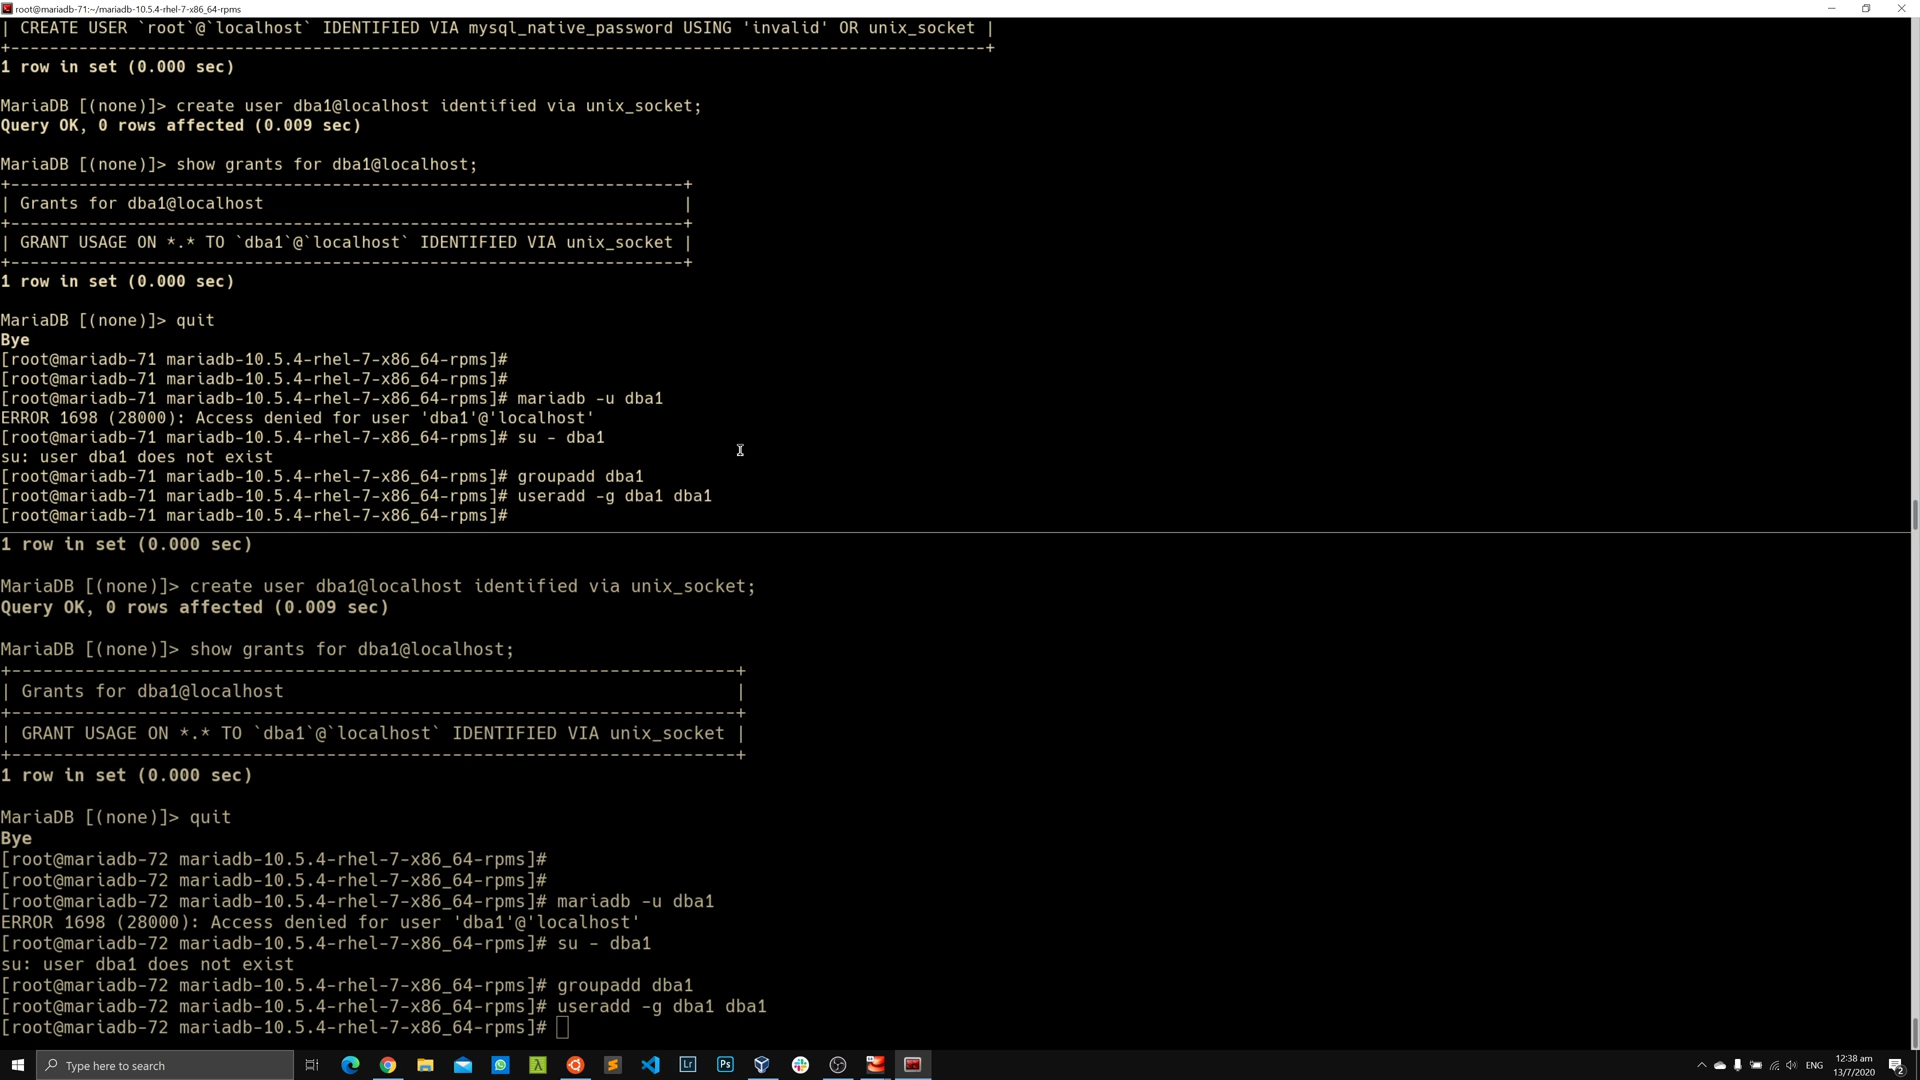 root@mariadb-71:~/mariadb-10.5.4-rhel-7-x86_64-rpms
| CREATE USER `root`@`localhost` IDENTIFIED VIA mysql_native_password USING 'invalid' OR unix_socket |
+----------------------------------------------------------------------------------------------------+
1 row in set (0.000 sec)
MariaDB [(none)]> create user dba1@localhost identified via unix_socket;
Query OK, 0 rows affected (0.009 sec)
MariaDB [(none)]> show grants for dba1@localhost;
+---------------------------------------------------------------------+
| Grants for dba1@localhost |
+---------------------------------------------------------------------+
| GRANT USAGE ON *.* TO `dba1`@`localhost` IDENTIFIED VIA unix_socket |
+---------------------------------------------------------------------+
1 row in set (0.000 sec)
MariaDB [(none)]> quit
Bye
[root@mariadb-71 mariadb-10.5.4-rhel-7-x86_64-rpms]#
[root@mariadb-71 mariadb-10.5.4-rhel-7-x86_64-rpms]#
[root@mariadb-71 mariadb-10.5.4-rhel-7-x86_64-rpms]# mariadb -u dba1
ERROR 1698 (28000): Access denied for user 'dba1'@'localhost'
[root@mariadb-71 mariadb-10.5.4-rhel-7-x86_64-rpms]# su - dba1
su: user dba1 does not exist
[root@mariadb-71 mariadb-10.5.4-rhel-7-x86_64-rpms]# groupadd dba1
[root@mariadb-71 mariadb-10.5.4-rhel-7-x86_64-rpms]# useradd -g dba1 dba1
[root@mariadb-71 mariadb-10.5.4-rhel-7-x86_64-rpms]#
1 row in set (0.000 sec)
MariaDB [(none)]> create user dba1@localhost identified via unix_socket;
Query OK, 0 rows affected (0.009 sec)
MariaDB [(none)]> show grants for dba1@localhost;
+---------------------------------------------------------------------+
| Grants for dba1@localhost |
+---------------------------------------------------------------------+
| GRANT USAGE ON *.* TO `dba1`@`localhost` IDENTIFIED VIA unix_socket |
+---------------------------------------------------------------------+
1 row in set (0.000 sec)
MariaDB [(none)]> quit
Bye
[root@mariadb-72 mariadb-10.5.4-rhel-7-x86_64-rpms]#
[root@mariadb-72 mariadb-10.5.4-rhel-7-x86_64-rpms]#
[root@mariadb-72 mariadb-10.5.4-rhel-7-x86_64-rpms]# mariadb -u dba1
ERROR 1698 (28000): Access denied for user 'dba1'@'localhost'
[root@mariadb-72 mariadb-10.5.4-rhel-7-x86_64-rpms]# su - dba1
su: user dba1 does not exist
[root@mariadb-72 mariadb-10.5.4-rhel-7-x86_64-rpms]# groupadd dba1
[root@mariadb-72 mariadb-10.5.4-rhel-7-x86_64-rpms]# useradd -g dba1 dba1
[root@mariadb-72 mariadb-10.5.4-rhel-7-x86_64-rpms]#
Type here to search
Lr
Ps
ENG
12:38 am
13/7/2020
2